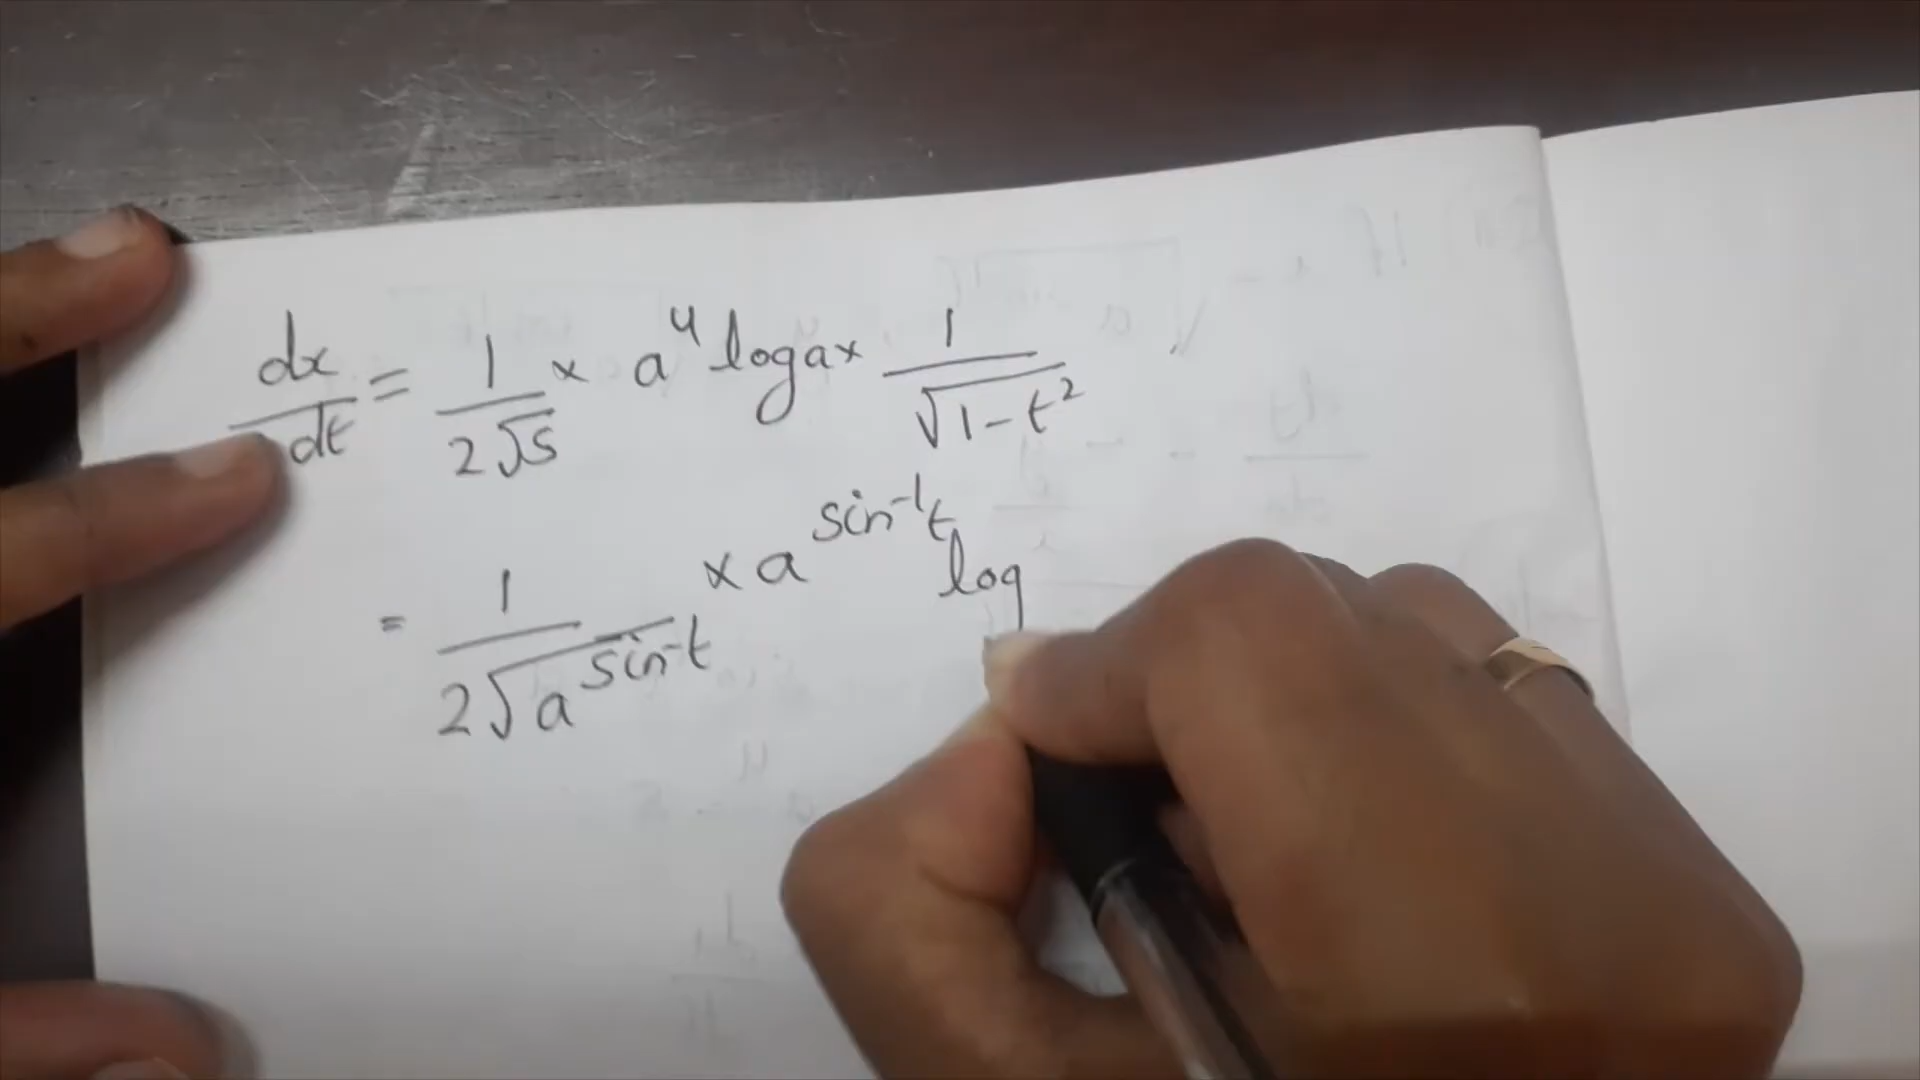 dx/dt = 1/2√s × a^u log a × 1/√1-t²
= 1/2√a^sin⁻t × a^sin⁻¹t log